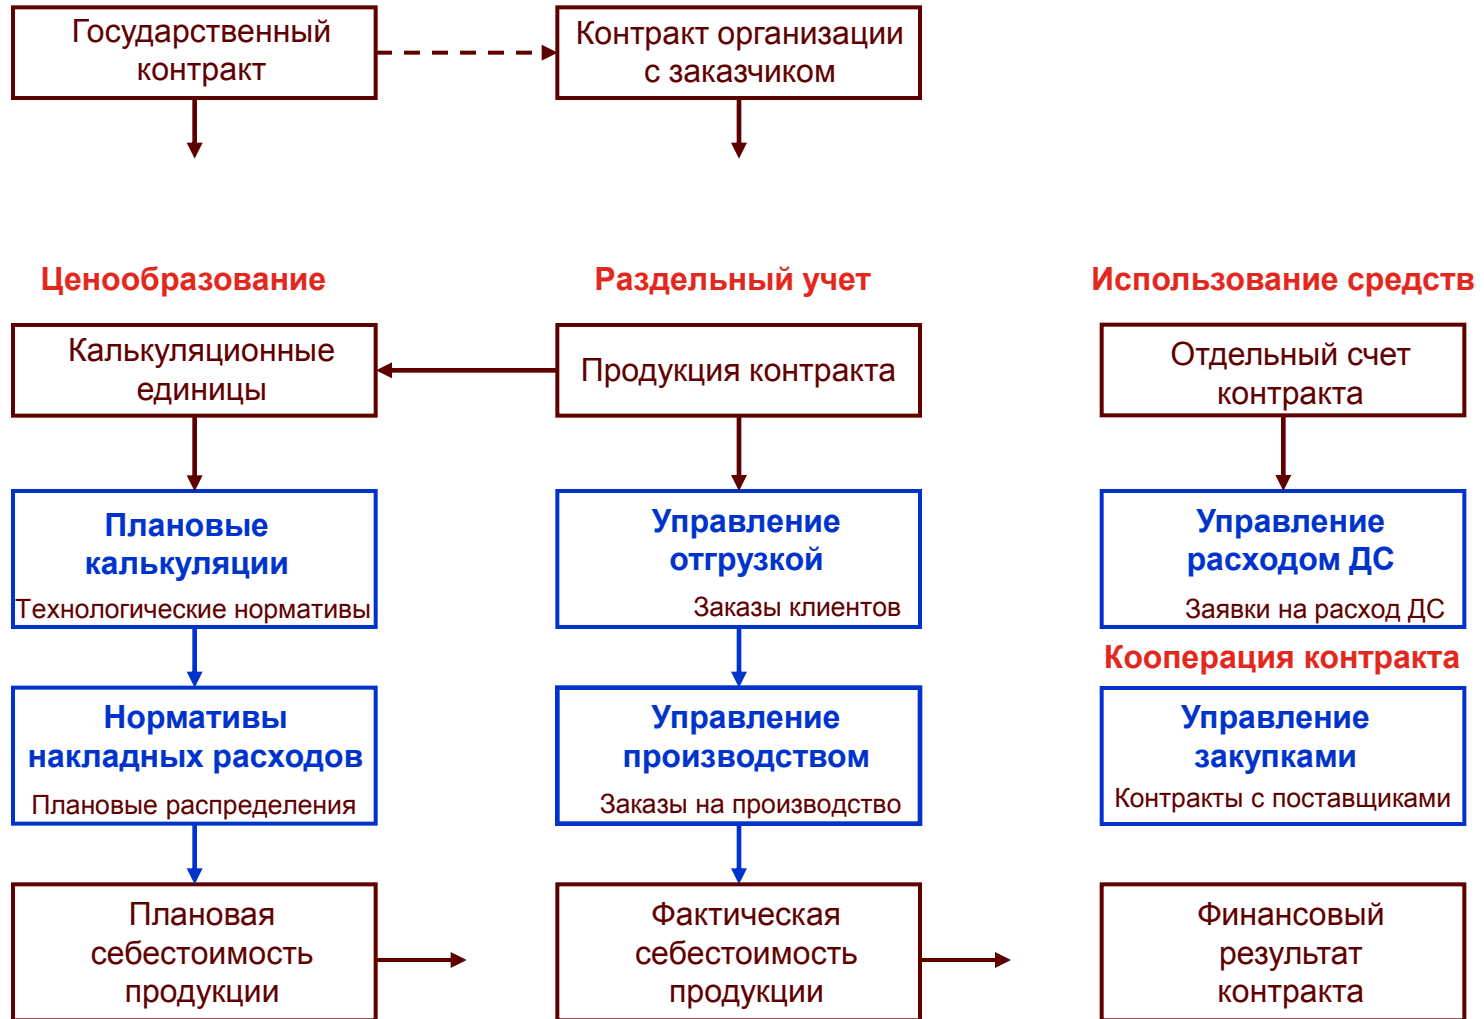 Государственный
контракт
Контракт организации
с заказчиком
Ценообразование
Раздельный учет
Использование средств
Калькуляционные
единицы
Продукция контракта
Отдельный счет
контракта
Плановые
калькуляции
Технологические нормативы
Управление
отгрузкой
Заказы клиентов
Управление
расходом ДС
Заявки на расход ДС
Кооперация контракта
Нормативы
накладных расходов
Плановые распределения
Управление
производством
Заказы на производство
Управление
закупками
Контракты с поставщиками
Плановая
себестоимость
продукции
Фактическая
себестоимость
продукции
Финансовый
результат
контракта